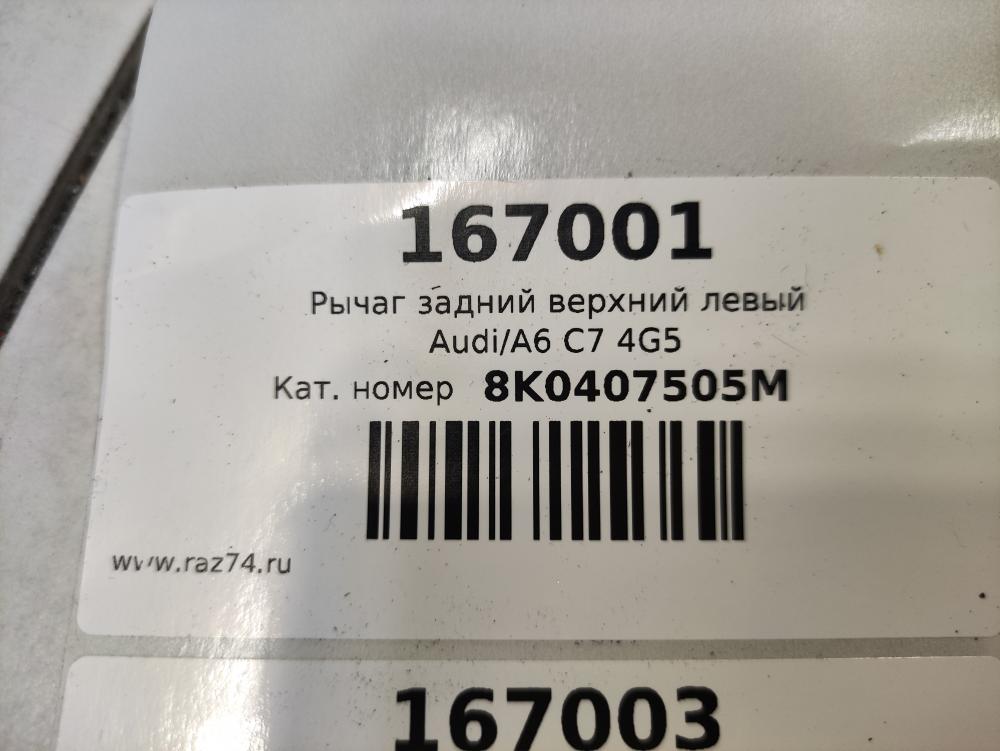 167001
Рычаг задний верхний левый
Audi/A6 C7 4G5
Кат. номер 8K0407505M
www.raz74.ru
167003